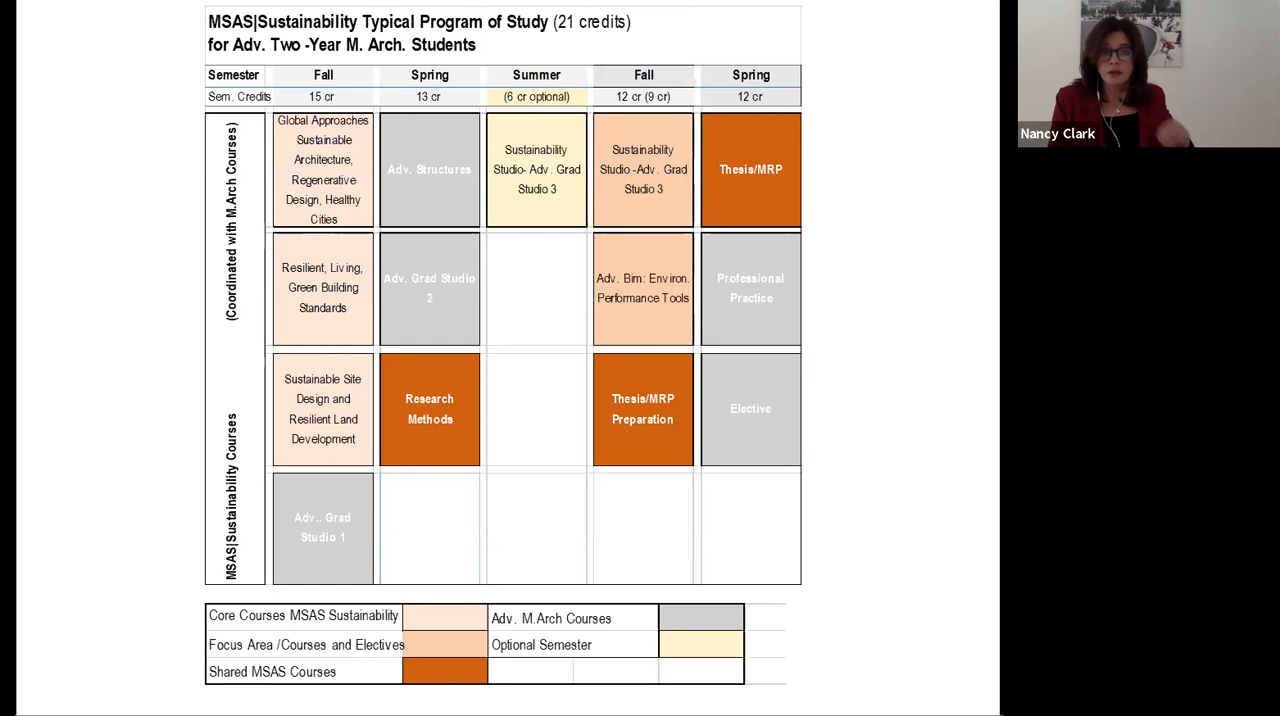 MSAS|Sustainability Typical Program of Study (21 credits)
for Adv. Two -Year M. Arch. Students
Semester Fall Spring Summer Fall Spring
Sem. Credits 15 cr 13 cr (6 cr optional) 12 cr (9 cr) 12 cr
(Coordinated with M.Arch Courses)
MSAS|Sustainability Courses
Global Approaches
Sustainable
Architecture,
Regenerative
Design, Healthy
Cities
Adv. Structures
Sustainability
Studio- Adv. Grad
Studio 3
Sustainability
Studio -Adv. Grad
Studio 3
Thesis/MRP
Resilient, Living,
Green Building
Standards
Adv. Grad Studio
2
Adv. Bim: Environ.
Performance Tools
Professional
Practice
Sustainable Site
Design and
Resilient Land
Development
Research
Methods
Thesis/MRP
Preparation
Elective
Adv.. Grad
Studio 1
Core Courses MSAS Sustainability
Adv. M.Arch Courses
Focus Area /Courses and Electives
Optional Semester
Shared MSAS Courses
Nancy Clark